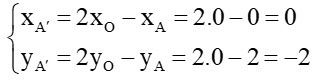 x_{A'} = 2x_O − x_A = 2.0 − 0 = 0
y_{A'} = 2y_O − y_A = 2.0 − 2 = −2